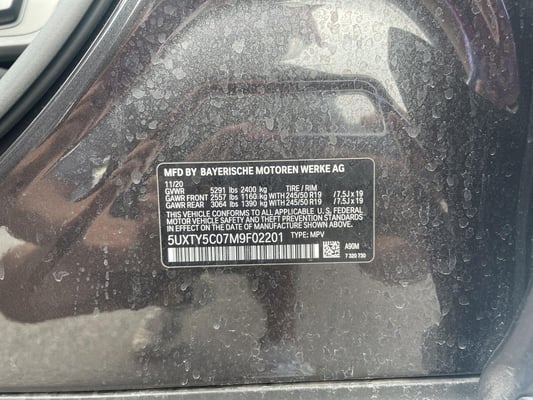 MFD BY BAYERISCHE MOTOREN WERKE AG
11/20
GVWR 5291 lbs 2400 kg TIRE / RIM
GAWR FRONT 2557 lbs 1160 kg WITH 245/50 R19 /7.5J x 19
GAWR REAR 3064 lbs 1390 kg WITH 245/50 R19 /7.5J x 19
THIS VEHICLE CONFORMS TO ALL APPLICABLE U.S. FEDERAL
MOTOR VEHICLE SAFETY AND THEFT PREVENTION STANDARDS IN
EFFECT ON THE DATE OF MANUFACTURE SHOWN ABOVE.
5UXTY5C07M9F02201 TYPE: MPV
A90M
7 320 730